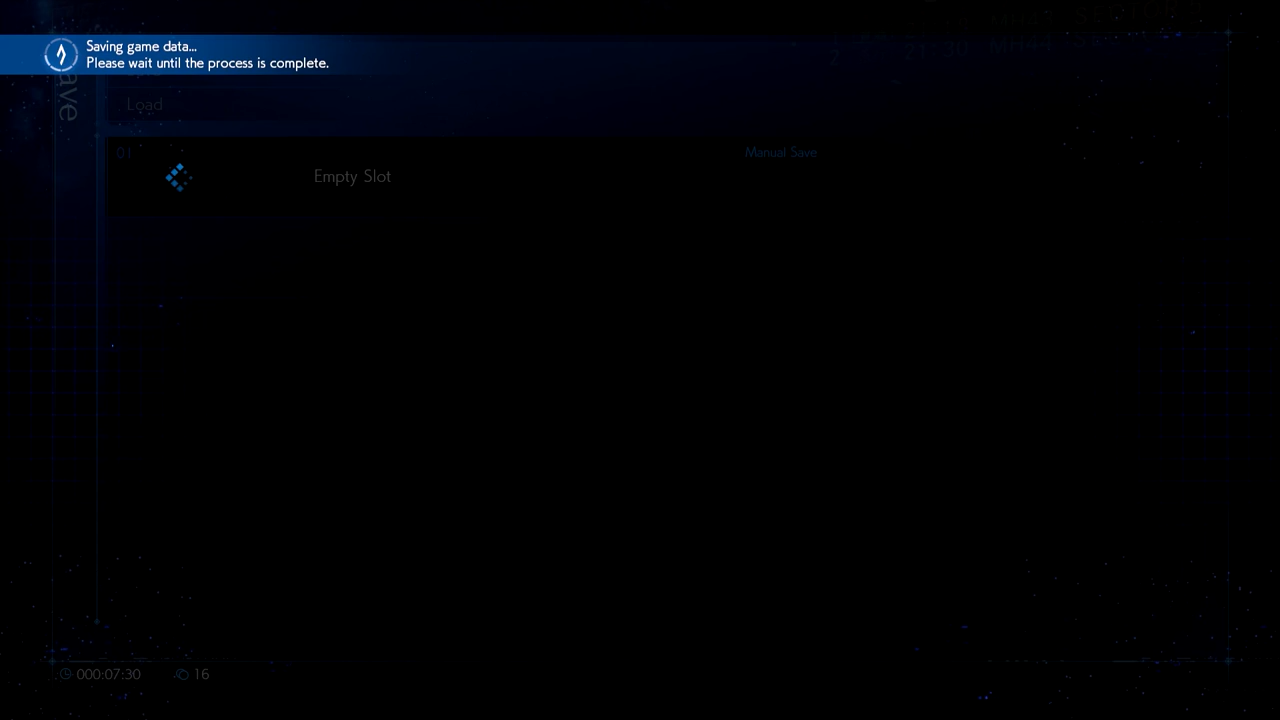 Saving game data...
Please wait until the process is complete.
ave
Load
01
Manual Save
Empty Slot
000:07:30
16